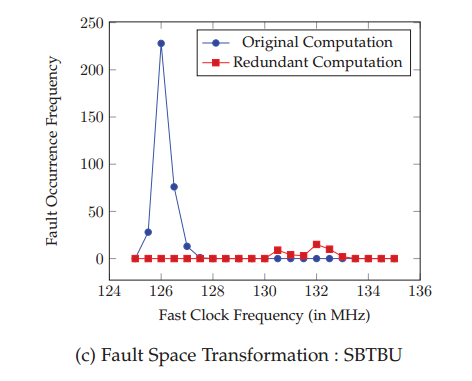 250
200
150
100
50
0
Fault Occurrence Frequency
Original Computation
Redundant Computation
124 126 128 130 132 134 136
Fast Clock Frequency (in MHz)
(c) Fault Space Transformation : SBTBU